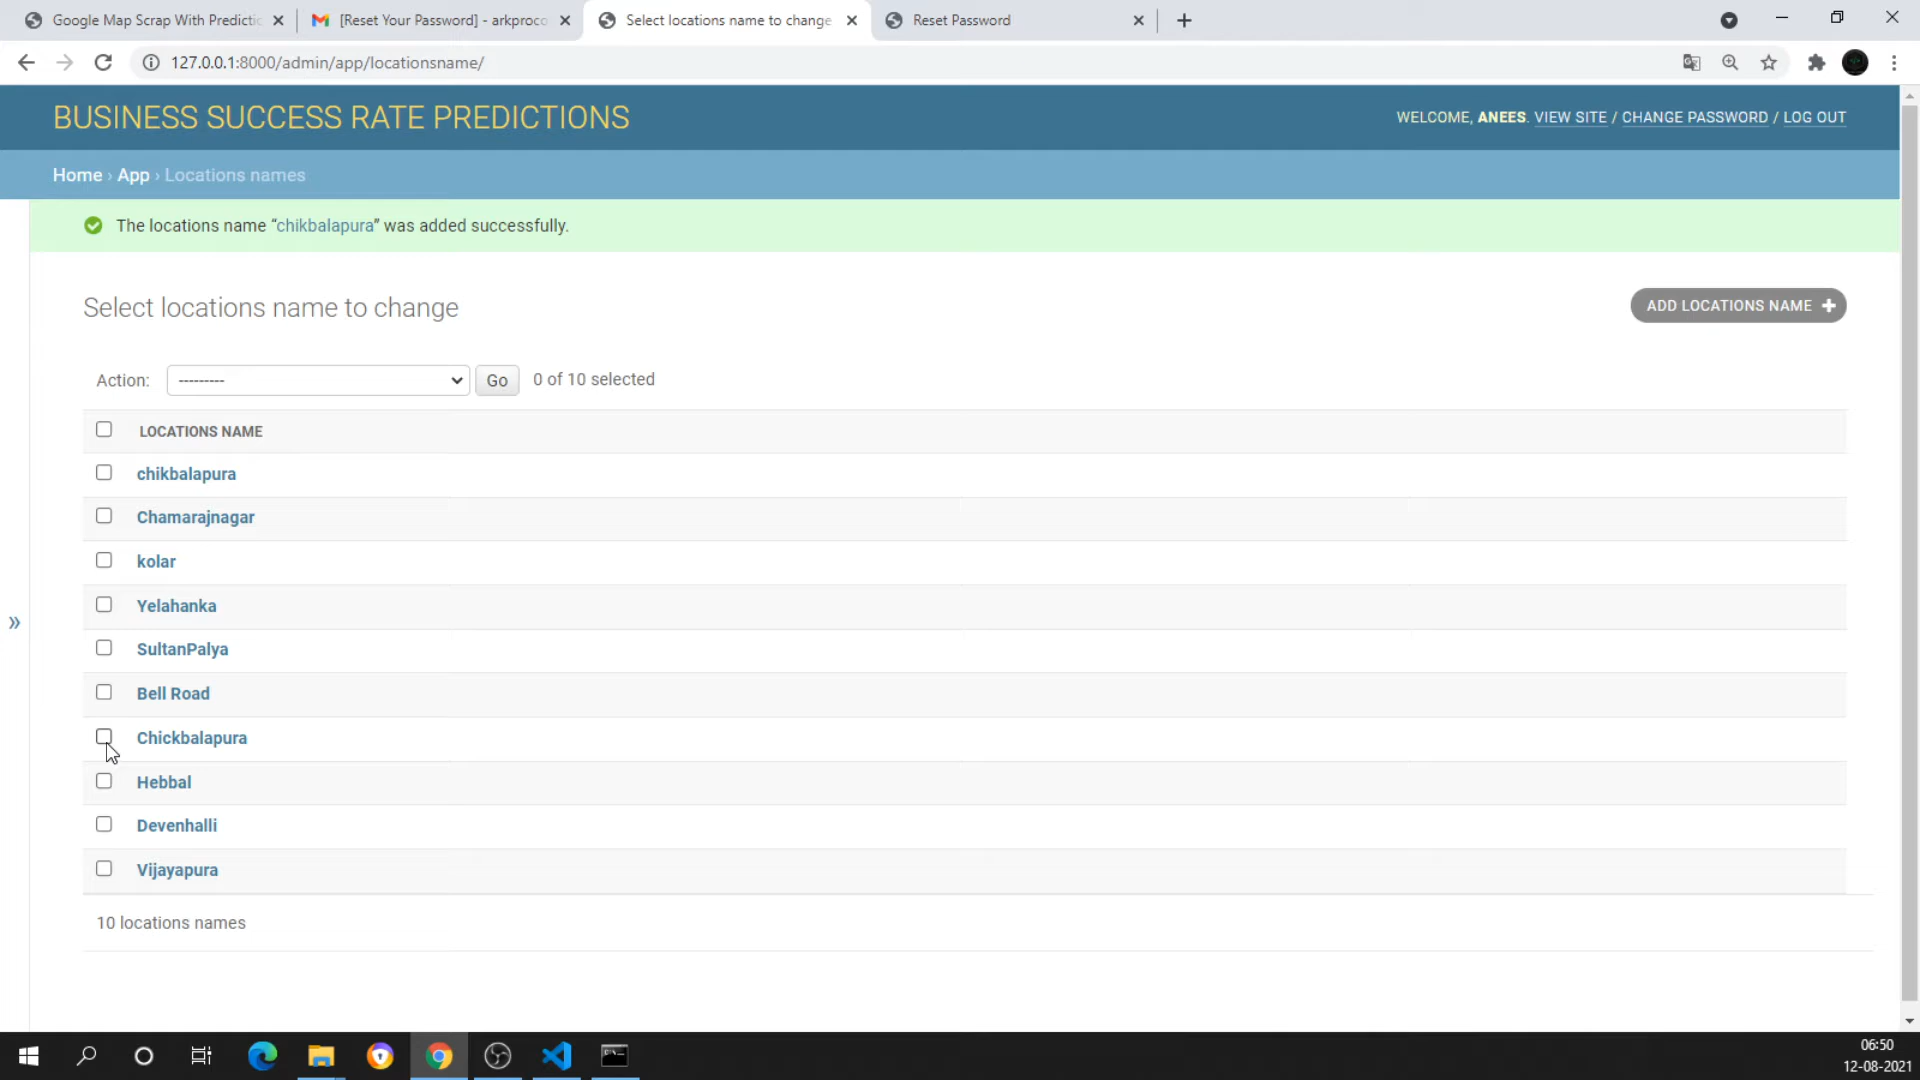 Google Map Scrap With Predictic
[Reset Your Password] - arkproco
Select locations name to change
Reset Password
127.0.0.1:8000/admin/app/locationsname/
BUSINESS SUCCESS RATE PREDICTIONS
WELCOME, ANEES. VIEW SITE / CHANGE PASSWORD / LOG OUT
Home › App › Locations names
The locations name “chikbalapura” was added successfully.
Select locations name to change
ADD LOCATIONS NAME +
Action: --------- Go 0 of 10 selected
LOCATIONS NAME
chikbalapura
Chamarajnagar
kolar
Yelahanka
SultanPalya
Bell Road
Chickbalapura
Hebbal
Devenhalli
Vijayapura
10 locations names
06:50
12-08-2021